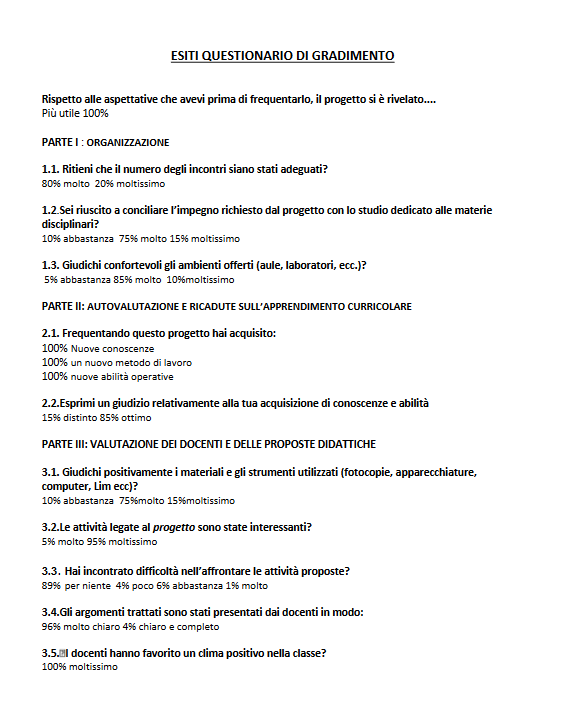 ESITI QUESTIONARIO DI GRADIMENTO
Rispetto alle aspettative che avevi prima di frequentarlo, il progetto si è rivelato....
Più utile 100%
PARTE I : ORGANIZZAZIONE
1.1. Ritieni che il numero degli incontri siano stati adeguati?
80% molto 20% moltissimo
1.2.Sei riuscito a conciliare l’impegno richiesto dal progetto con lo studio dedicato alle materie
disciplinari?
10% abbastanza 75% molto 15% moltissimo
1.3. Giudichi confortevoli gli ambienti offerti (aule, laboratori, ecc.)?
5% abbastanza 85% molto 10%moltissimo
PARTE II: AUTOVALUTAZIONE E RICADUTE SULL’APPRENDIMENTO CURRICOLARE
2.1. Frequentando questo progetto hai acquisito:
100% Nuove conoscenze
100% un nuovo metodo di lavoro
100% nuove abilità operative
2.2.Esprimi un giudizio relativamente alla tua acquisizione di conoscenze e abilità
15% distinto 85% ottimo
PARTE III: VALUTAZIONE DEI DOCENTI E DELLE PROPOSTE DIDATTICHE
3.1. Giudichi positivamente i materiali e gli strumenti utilizzati (fotocopie, apparecchiature,
computer, Lim ecc)?
10% abbastanza 75%molto 15%moltissimo
3.2.Le attività legate al progetto sono state interessanti?
5% molto 95% moltissimo
3.3. Hai incontrato difficoltà nell’affrontare le attività proposte?
89% per niente 4% poco 6% abbastanza 1% molto
3.4.Gli argomenti trattati sono stati presentati dai docenti in modo:
96% molto chiaro 4% chiaro e completo
3.5.I docenti hanno favorito un clima positivo nella classe?
100% moltissimo